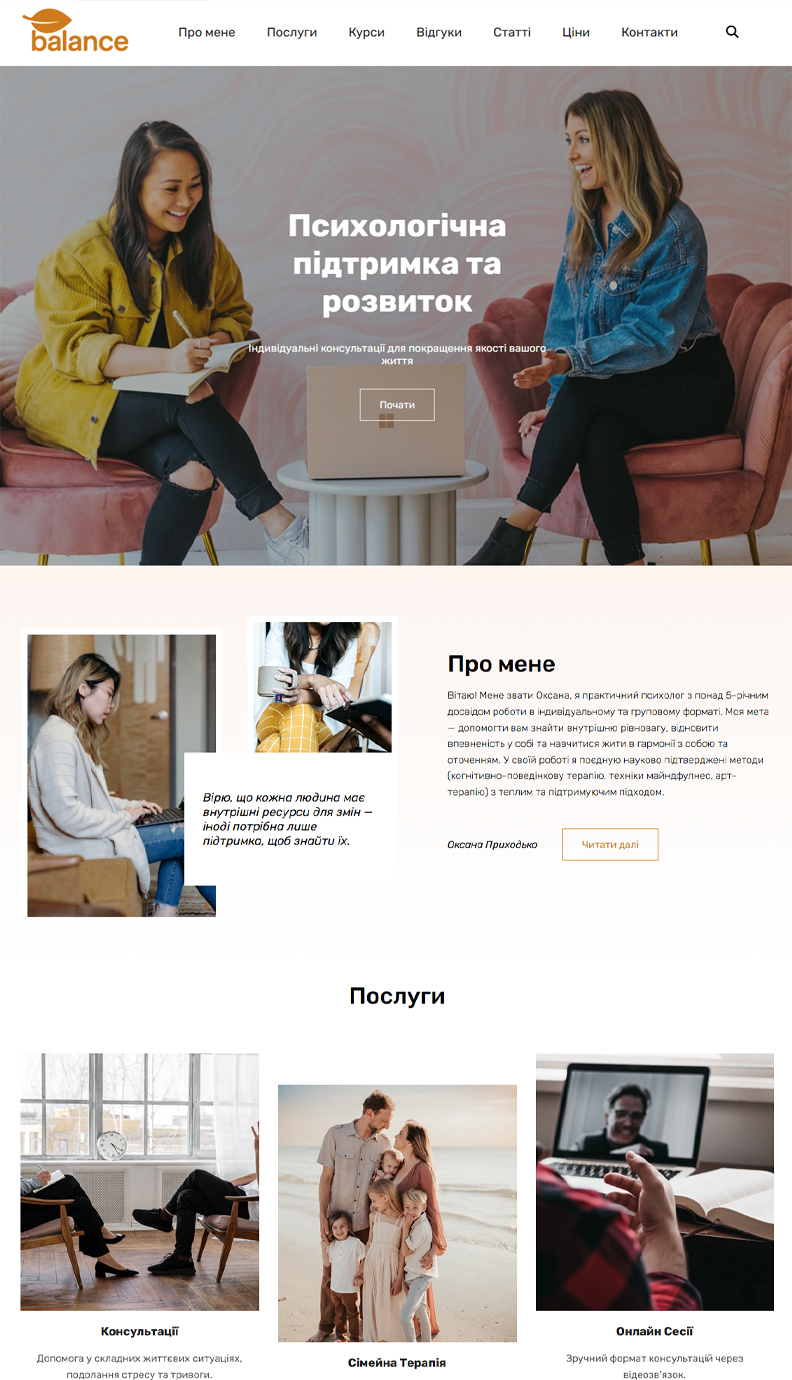 balance
Про мене
Послуги
Курси
Відгуки
Статті
Ціни
Контакти
Психологічна
підтримка та
розвиток
Індивідуальні консультації для покращення якості вашого
життя
Почати
Вірю, що кожна людина має
внутрішні ресурси для змін —
іноді потрібна лише
підтримка, щоб знайти їх.
Про мене
Вітаю! Мене звати Оксана, я практичний психолог з понад 5-річним
досвідом роботи в індивідуальному та груповому форматі. Моя мета
— допомогти вам знайти внутрішню рівновагу, відновити
впевненість у собі та навчитися жити в гармонії з собою та
оточенням. У своїй роботі я поєдную науково підтверджені методи
(когнітивно-поведінкову терапію, техніки майндфулнес, арт-
терапію) з теплим та підтримуючим підходом.
Оксана Приходько
Читати далі
Послуги
Консультації
Допомога у складних життєвих ситуаціях,
подолання стресу та тривоги.
Сімейна Терапія
Онлайн Сесії
Зручний формат консультацій через
відеозв'язок.